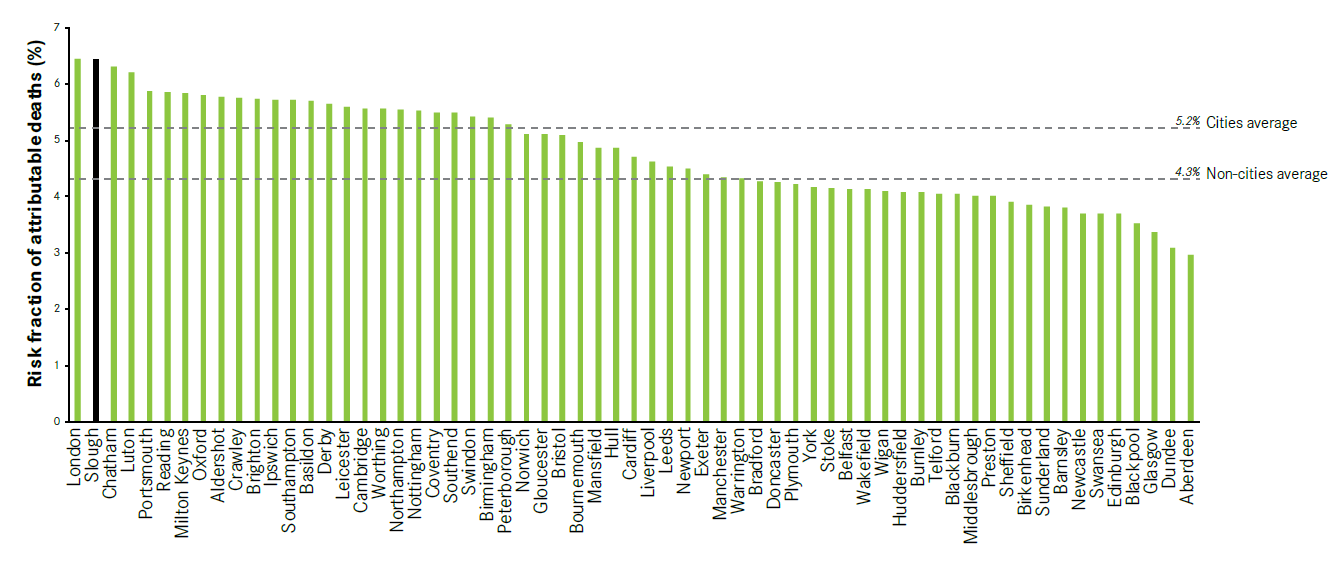 Risk fraction of attributable deaths (%)
7
6
5
4
3
2
1
0
5.2% Cities average
4.3% Non-cities average
London
Slough
Chatham
Luton
Portsmouth
Reading
Milton Keynes
Oxford
Aldershot
Crawley
Brighton
Ipswich
Southampton
Basildon
Derby
Leicester
Cambridge
Worthing
Northampton
Nottingham
Coventry
Southend
Swindon
Birmingham
Peterborough
Norwich
Gloucester
Bristol
Bournemouth
Mansfield
Hull
Cardiff
Liverpool
Leeds
Newport
Exeter
Manchester
Warrington
Bradford
Doncaster
Plymouth
York
Stoke
Belfast
Wakefield
Wigan
Huddersfield
Burnley
Telford
Blackburn
Middlesbrough
Preston
Sheffield
Birkenhead
Sunderland
Barnsley
Newcastle
Swansea
Edinburgh
Blackpool
Glasgow
Dundee
Aberdeen